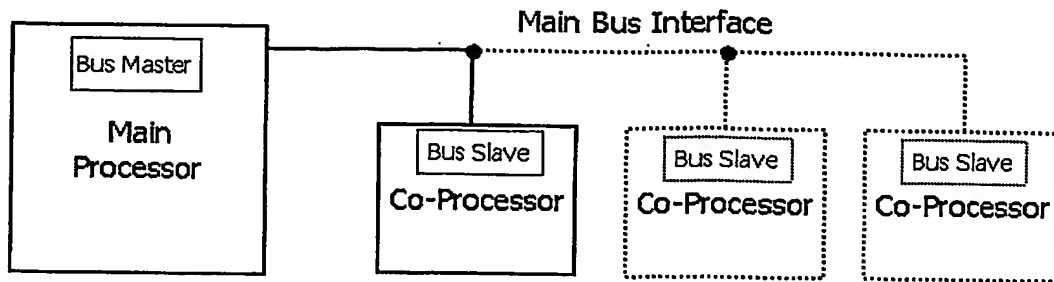 Main Bus Interface
Bus Master
Main
Processor
Bus Slave
Co-Processor
Bus Slave
Co-Processor
Bus Slave
Co-Processor